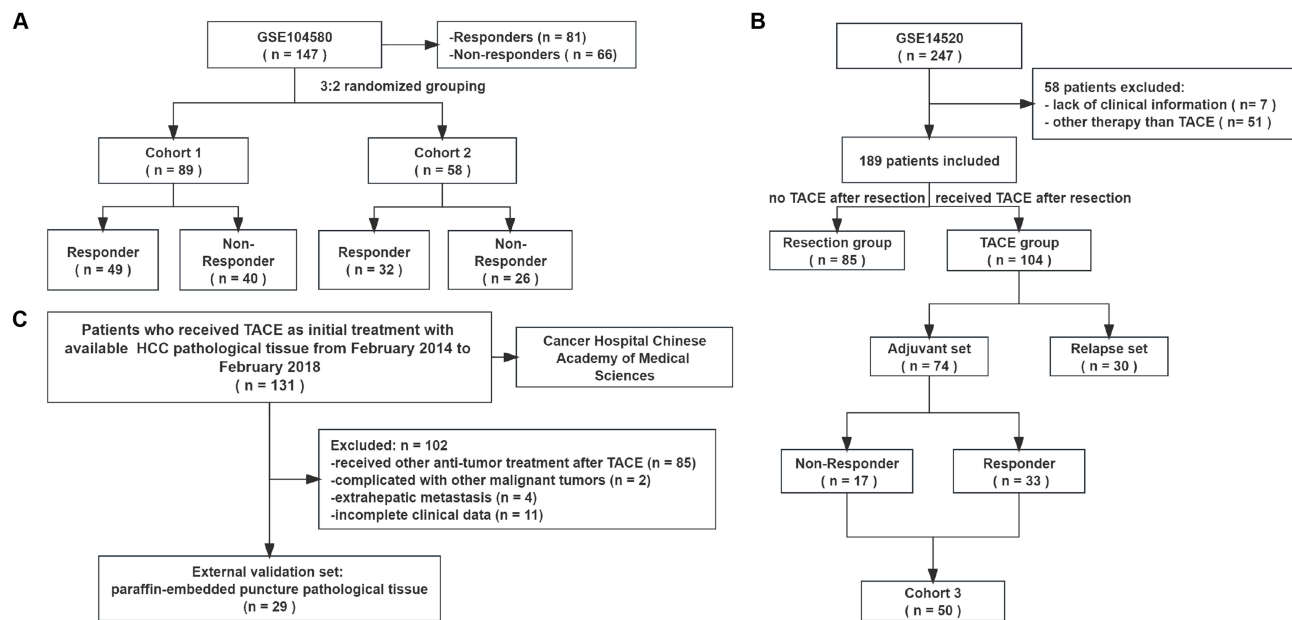 A
GSE104580
( n = 147)
-Responders (n = 81)
-Non-responders (n = 66)
3:2 randomized grouping
Cohort 1
( n = 89)
Cohort 2
( n = 58)
Responder
( n = 49)
Non-
Responder
( n = 40)
Responder
( n = 32)
Non-
Responder
( n = 26)
B
GSE14520
( n = 247)
58 patients excluded:
- lack of clinical information ( n= 7 )
- other therapy than TACE ( n= 51 )
189 patients included
no TACE after resection
received TACE after resection
Resection group
( n = 85)
TACE group
( n = 104)
Adjuvant set
( n = 74)
Relapse set
( n = 30)
Non-Responder
( n = 17)
Responder
( n = 33)
Cohort 3
( n = 50)
C
Patients who received TACE as initial treatment with
available HCC pathological tissue from February 2014 to
February 2018
( n = 131)
Cancer Hospital Chinese
Academy of Medical
Sciences
Excluded: n = 102
-received other anti-tumor treatment after TACE (n = 85)
-complicated with other malignant tumors (n = 2)
-extrahepatic metastasis (n = 4)
-incomplete clinical data (n = 11)
External validation set:
paraffin-embedded puncture pathological tissue
(n = 29)